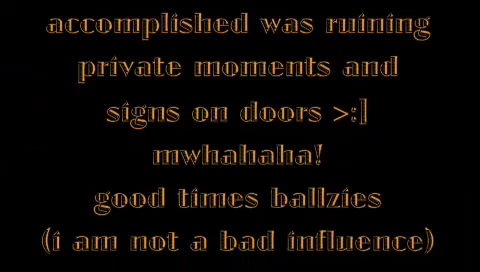 accomplished was ruining
private moments and
signs on doors >:]
mwhahaha!
good times ballzies
(i am not a bad influence)